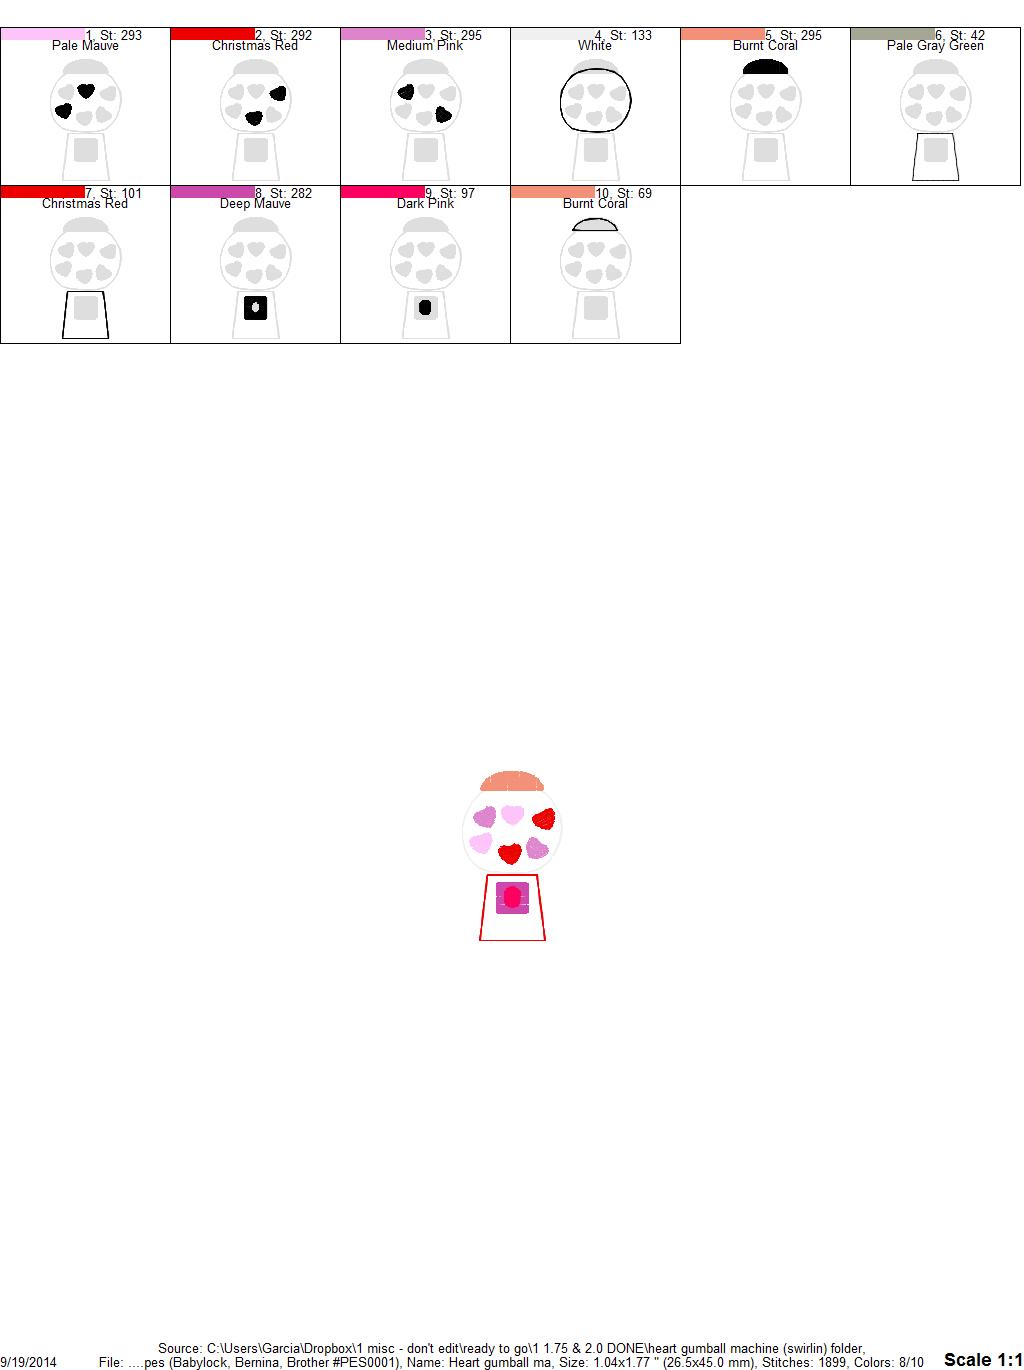 1, St: 293
Pale Mauve
2, St: 292
Christmas Red
3, St: 295
Medium Pink
4, St: 133
White
5, St: 295
Burnt Coral
6, St: 42
Pale Gray Green
7, St: 101
Christmas Red
8, St: 282
Deep Mauve
9, St: 97
Dark Pink
10, St: 69
Burnt Coral
Source: C:\Users\Garcia\Dropbox\1 misc - don't edit\ready to go\1 1.75 & 2.0 DONE\heart gumball machine (swirlin) folder,
9/19/2014 File: ....pes (Babylock, Bernina, Brother #PES0001), Name: Heart gumball ma, Size: 1.04x1.77 " (26.5x45.0 mm), Stitches: 1899, Colors: 8/10 Scale 1:1